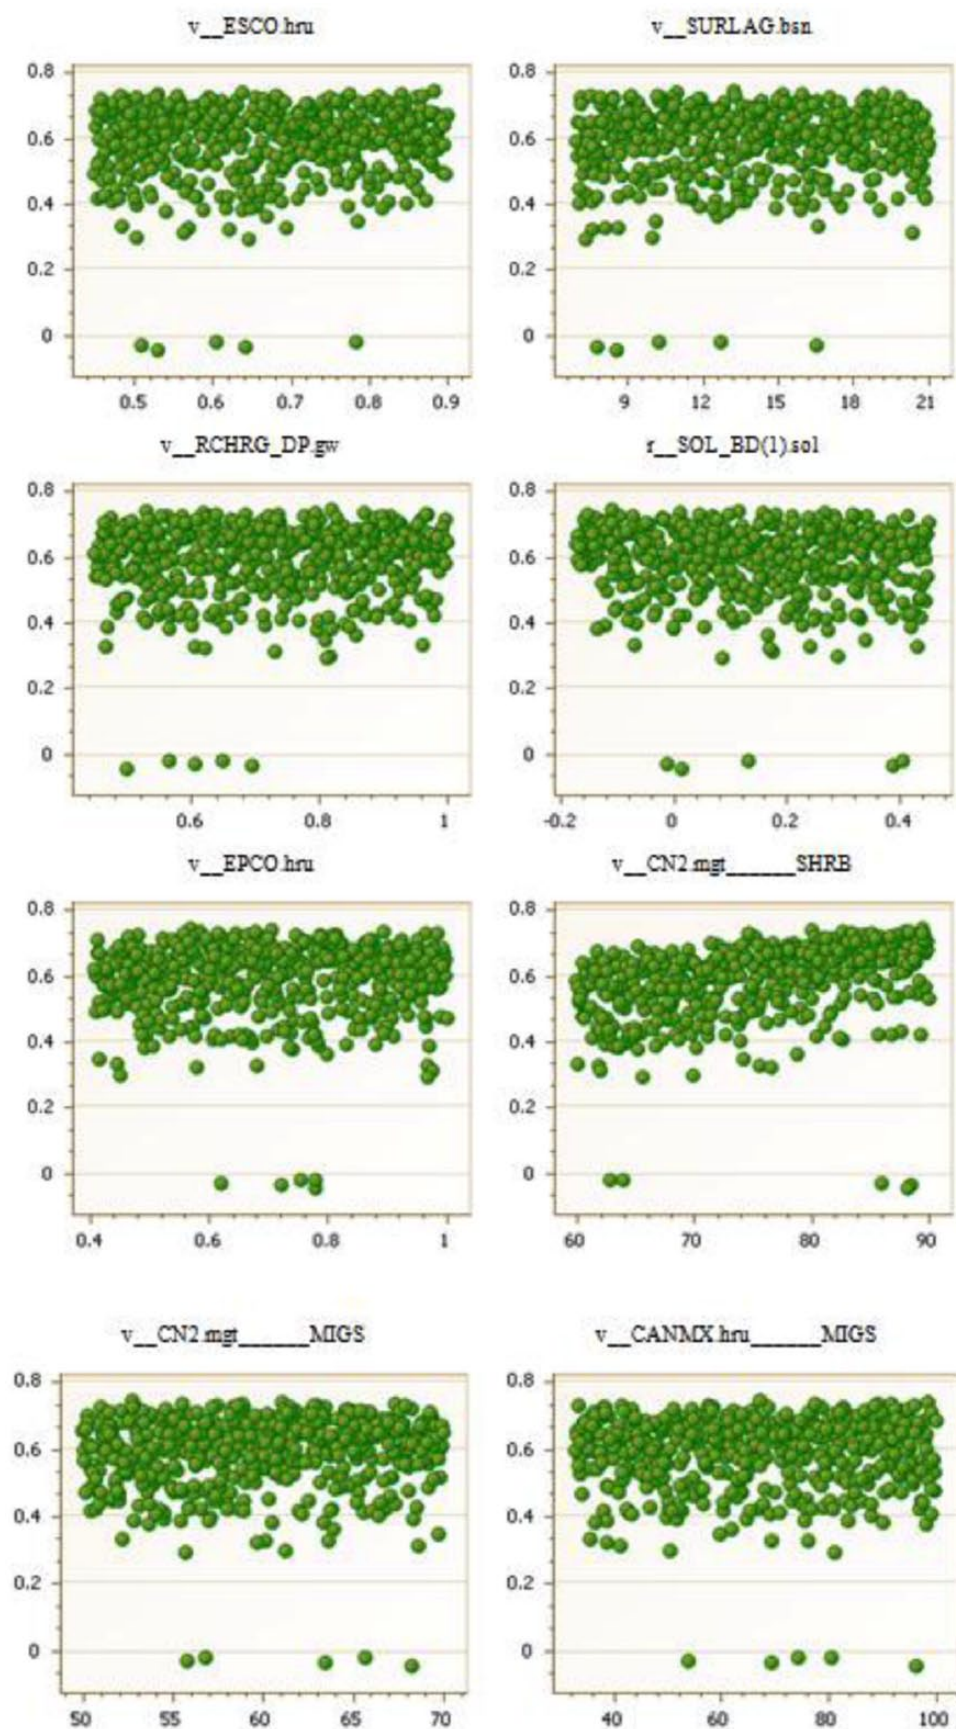 v__ESCO.hru v__SURLAG.bsn
0.8 0.8
0.6 0.6
0.4 0.4
0.2 0.2
0 0
0.5 0.6 0.7 0.8 0.9 9 12 15 18 21
v__RCHRG_DP.gw r__SOL_BD(1).sol
0.8 0.8
0.6 0.6
0.4 0.4
0.2 0.2
0 0
0.6 0.8 1 -0.2 0 0.2 0.4
v__EPCO.hru v__CN2.mgt______SHRB
0.8 0.8
0.6 0.6
0.4 0.4
0.2 0.2
0 0
0.4 0.6 0.8 1 60 70 80 90
v__CN2.mgt______MIGS v__CANMX.hru______MIGS
0.8 0.8
0.6 0.6
0.4 0.4
0.2 0.2
0 0
50 55 60 65 70 40 60 80 100